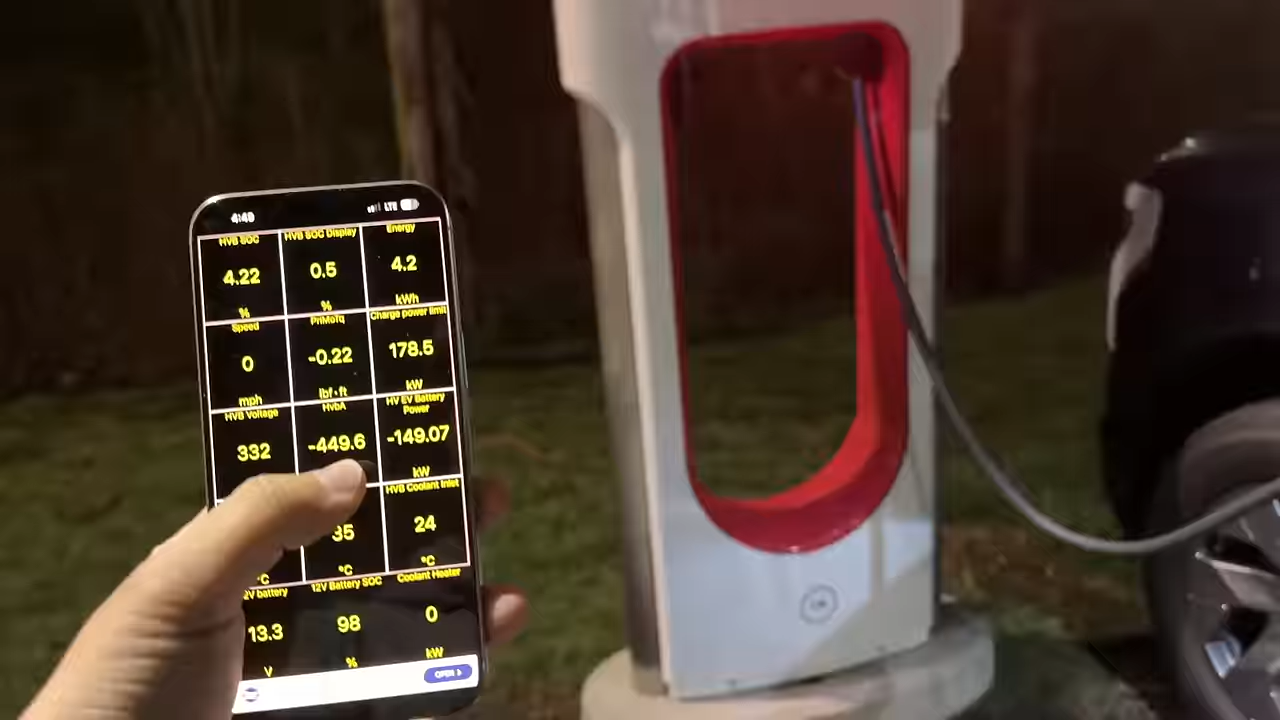 4:49
LTE
HVB SOC
4.22
%
HVB SOC Display
0.5
%
Energy
4.2
kWh
Speed
0
mph
PriMoTq
-0.22
lbf•ft
Charge power limit
178.5
kW
HVB Voltage
332
HvbA
-449.6
HV EV Battery
Power
-149.07
kW
°C
35
°C
HVB Coolant Inlet
24
°C
2V battery
13.3
V
12V Battery SOC
98
%
Coolant Heater
0
kW
OPEN >